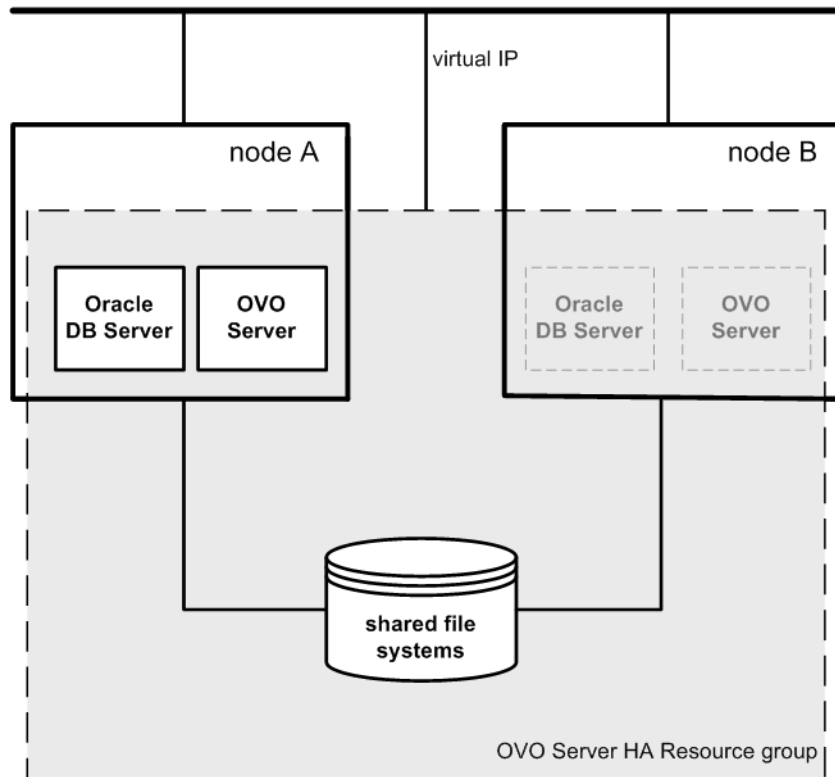 virtual IP
node A
node B
Oracle
DB Server
OVO
Server
Oracle
DB Server
OVO
Server
shared file
systems
OVO Server HA Resource group